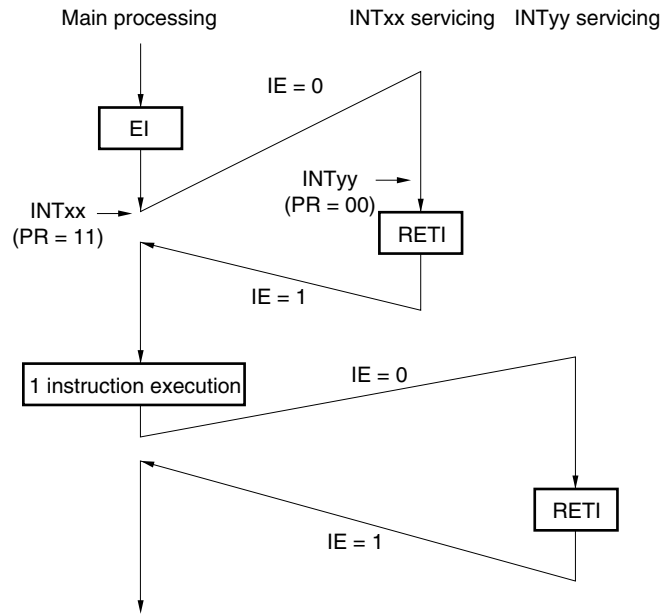 Main processing
INTxx servicing
INTyy servicing
IE = 0
EI
INTyy
(PR = 00)
INTxx
(PR = 11)
RETI
IE = 1
1 instruction execution
IE = 0
RETI
IE = 1